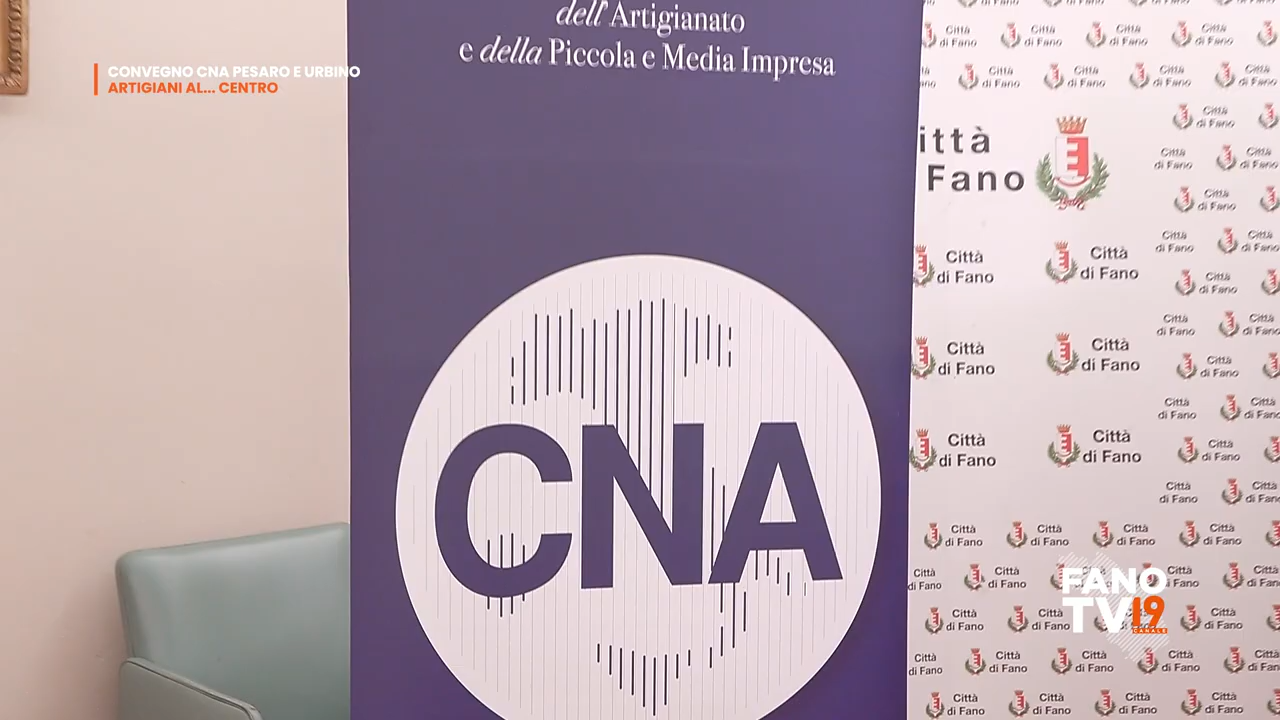 dell'Artigianato
e della Piccola e Media Impresa
CONVEGNO CNA PESARO E URBINO
ARTIGIANI AL... CENTRO
CNA
ittà
Fano
Città
di Fano
Città
di Fano
Città
di Fano
Città
di Fano
Città
di Fano
Città
di Fano
FANO
TV19
CANALE